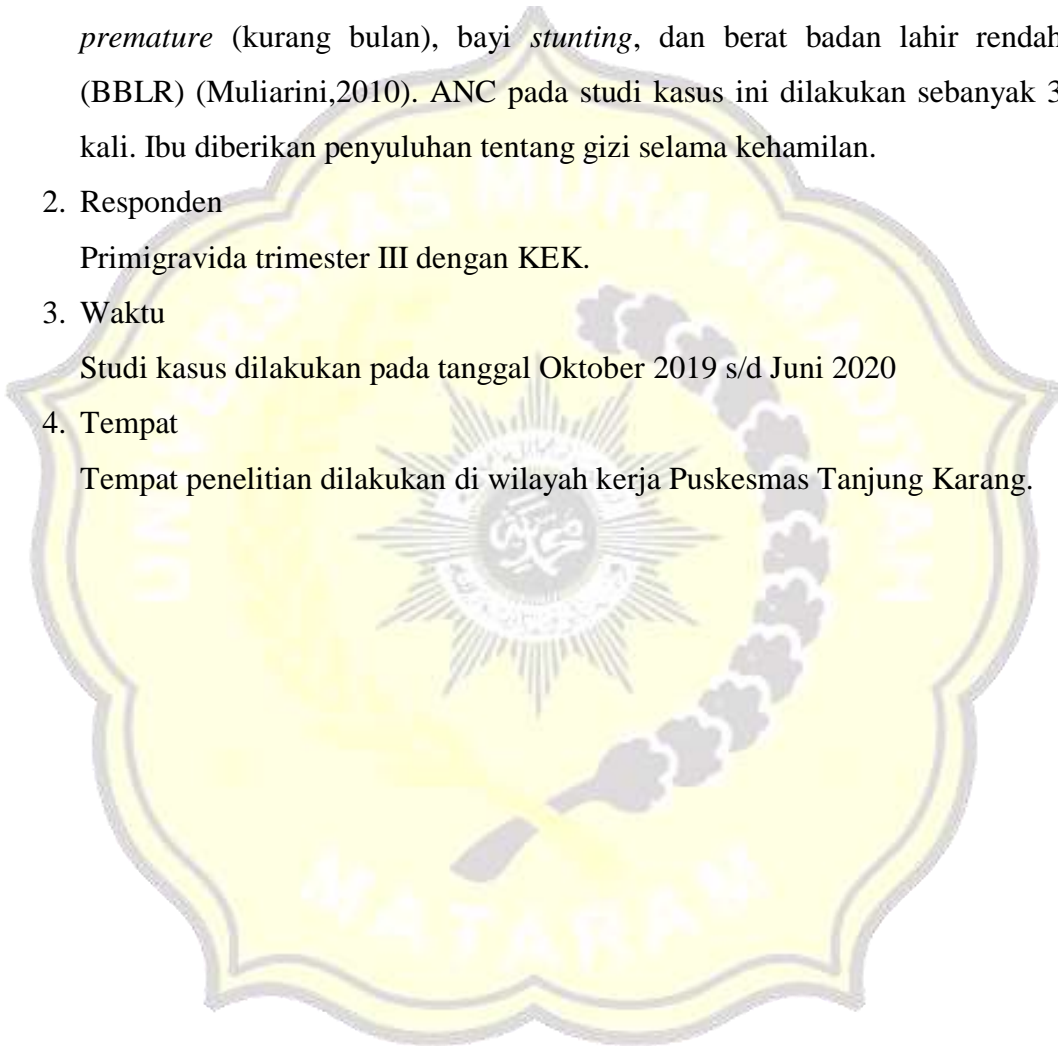 premature (kurang bulan), bayi stunting, dan berat badan lahir rendah
(BBLR) (Muliarini,2010). ANC pada studi kasus ini dilakukan sebanyak 3
kali. Ibu diberikan penyuluhan tentang gizi selama kehamilan.
2. Responden
Primigravida trimester III dengan KEK.
3. Waktu
Studi kasus dilakukan pada tanggal Oktober 2019 s/d Juni 2020
4. Tempat
Tempat penelitian dilakukan di wilayah kerja Puskesmas Tanjung Karang.
UNIVERSITAS MUHAMMADIYAH
MATARAM